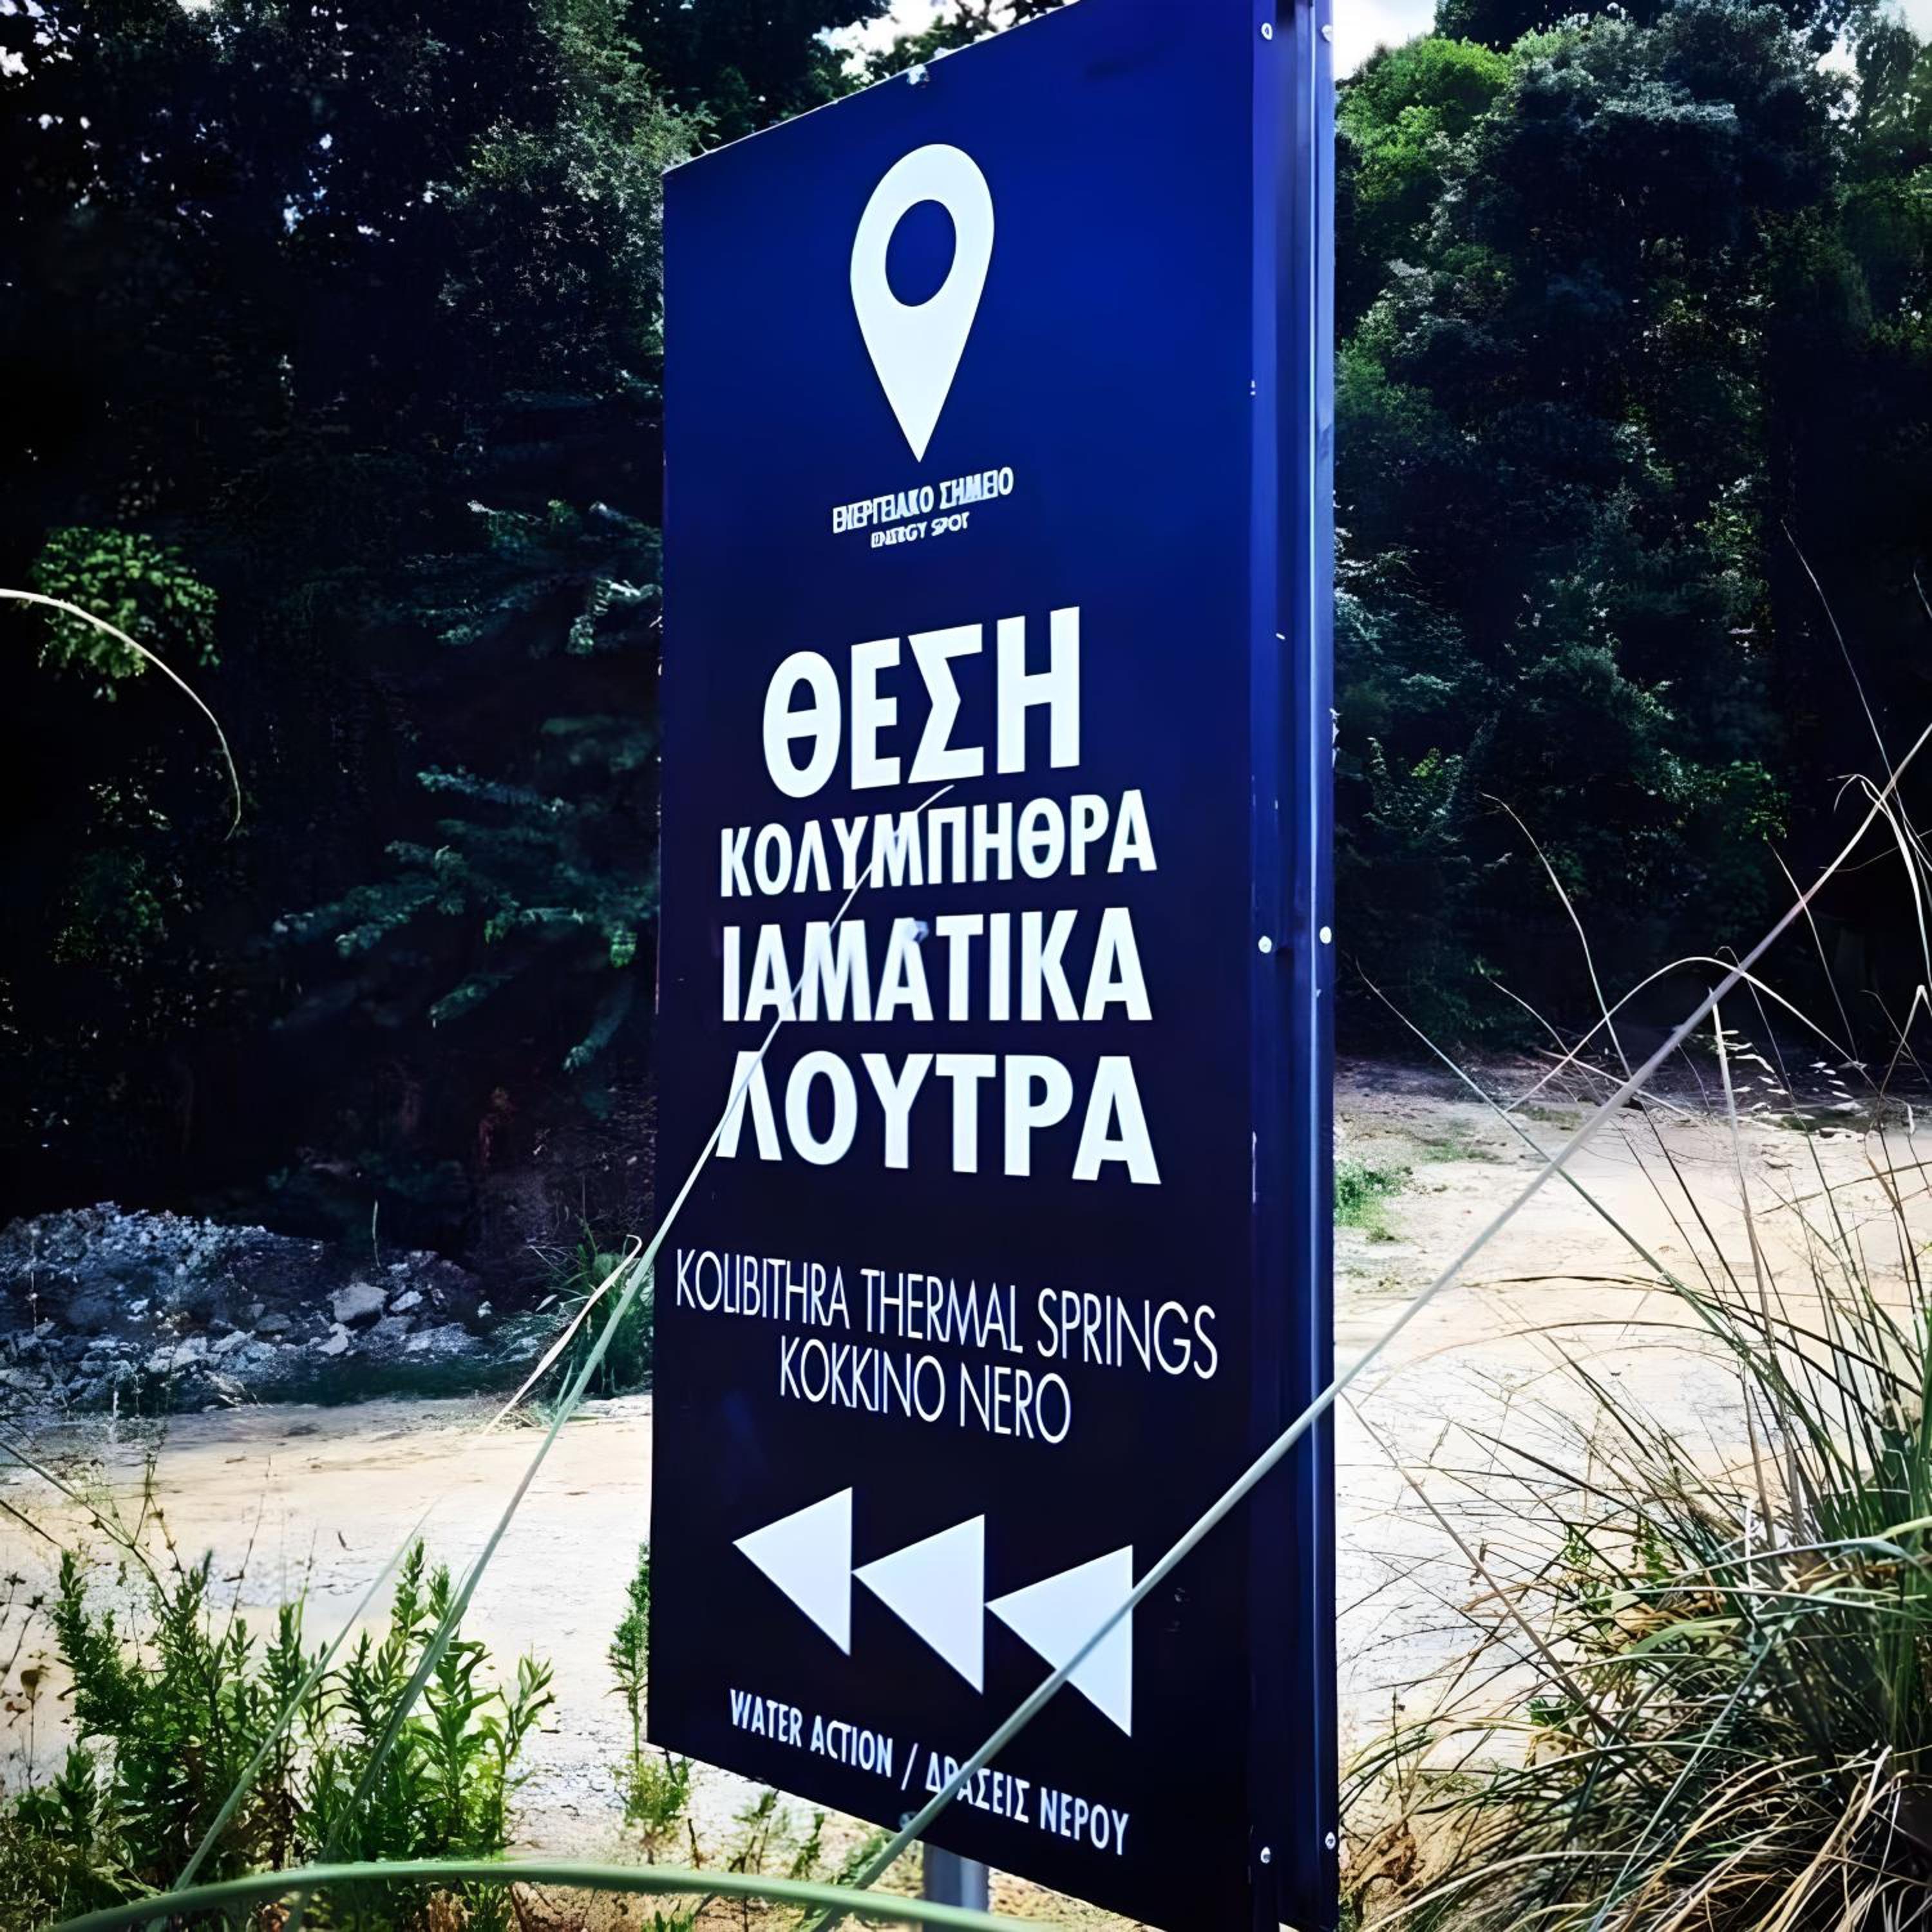 ΕΝΕΡΓΕΙΑΚΟ ΣΗΜΕΙΟ
ENERGY SPOT
ΘΕΣΗ
ΚΟΛΥΜΠΗΘΡΑ
ΙΑΜΑΤΙΚΑ
ΛΟΥΤΡΑ
KOLIBITHRA THERMAL SPRINGS
KOKKINO NERO
WATER ACTION / ΔΡΑΣΕΙΣ ΝΕΡΟΥ